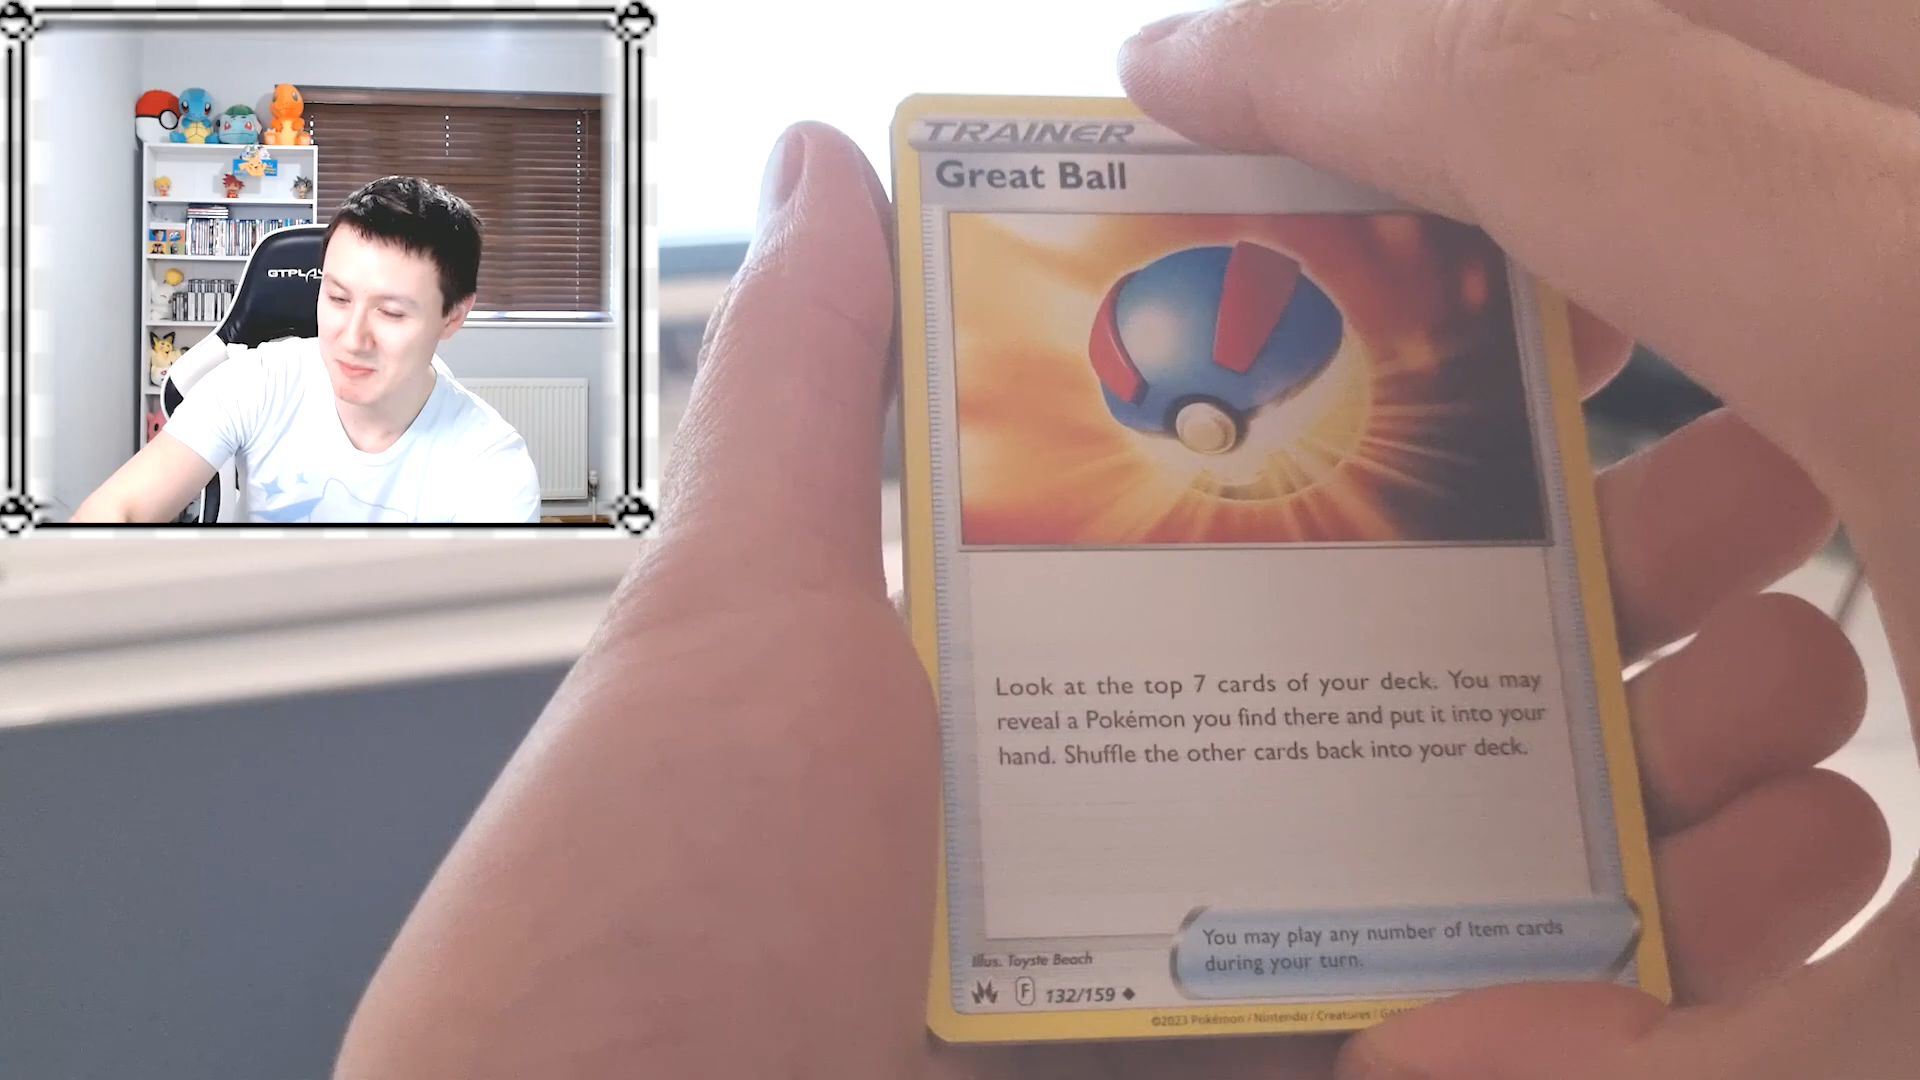 GTPLAY
TRAINER
Great Ball
Look at the top 7 cards of your deck. You may
reveal a Pokémon you find there and put it into your
hand. Shuffle the other cards back into your deck.
You may play any number of Item cards
during your turn.
Illus. Toyste Beach
F 132/159
©2023 Pokémon / Nintendo / Creatures /